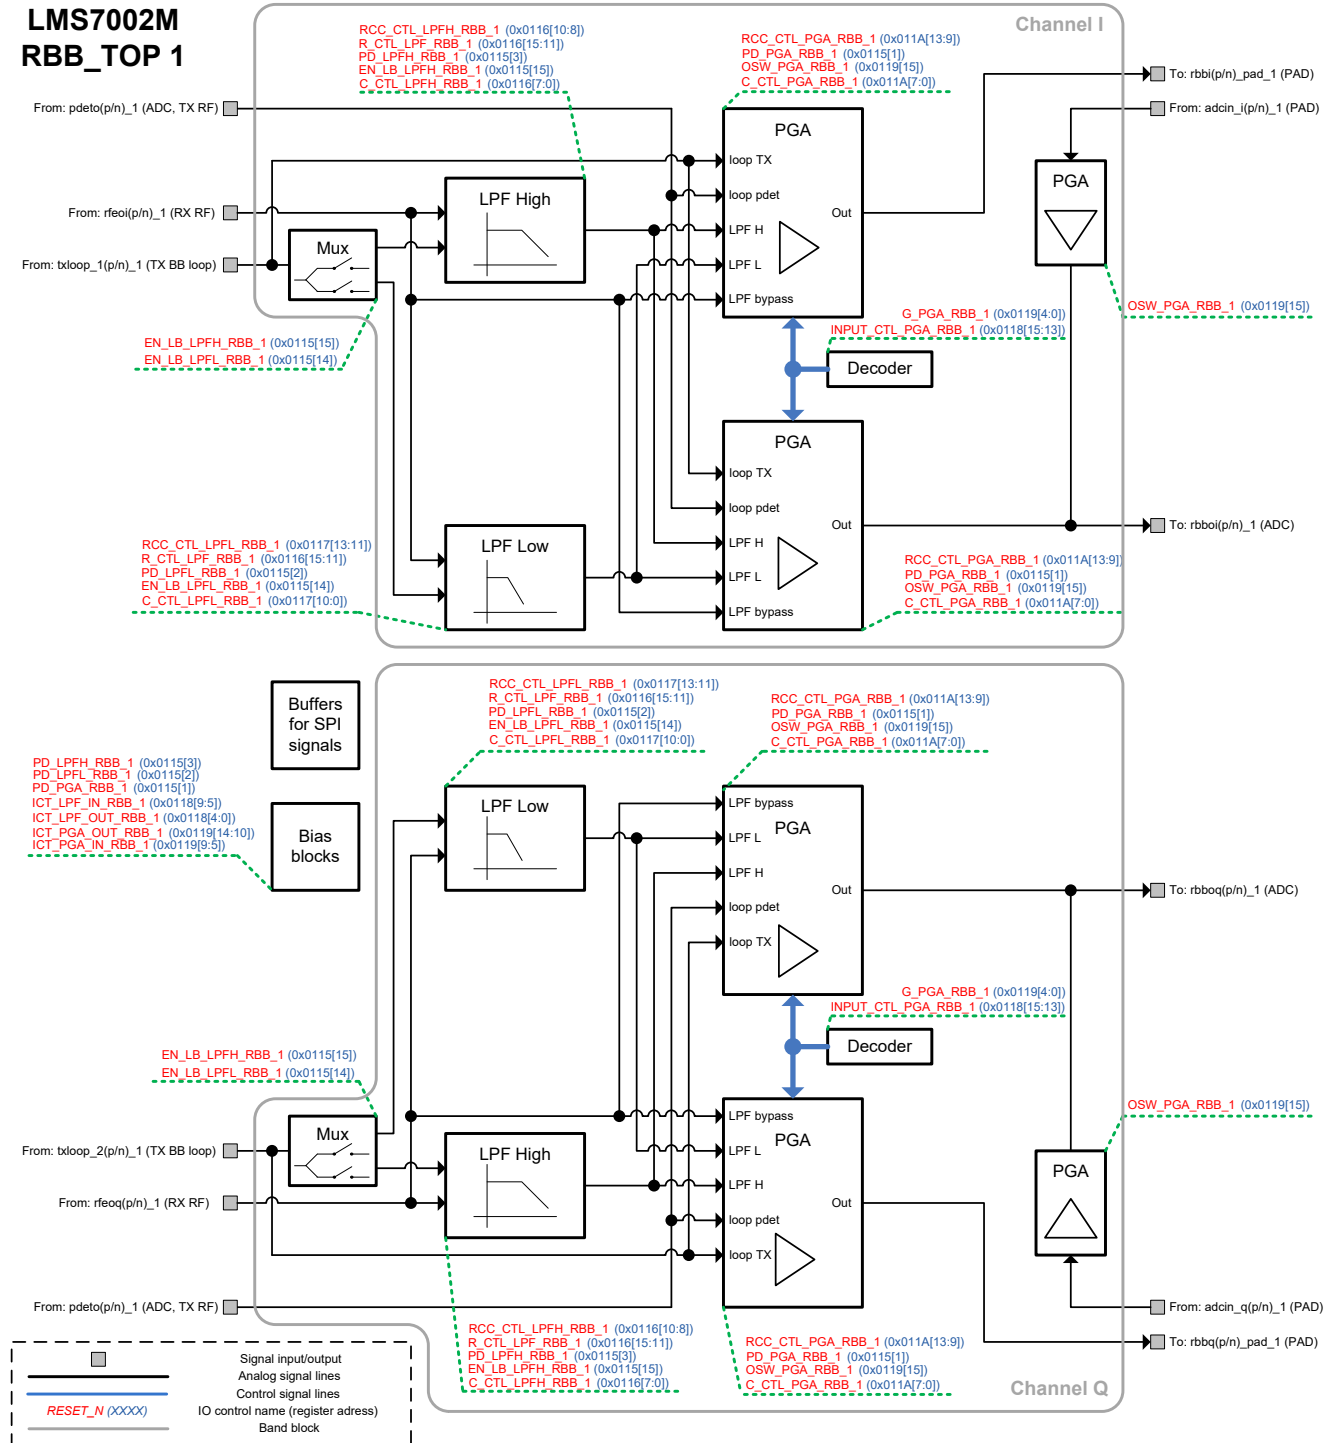 LMS7002M
RBB_TOP 1
Channel I
RCC_CTL_LPFH_RBB_1 (0x0116[10:8])
R_CTL_LPF_RBB_1 (0x0116[15:11])
PD_LPFH_RBB_1 (0x0115[3])
EN_LB_LPFH_RBB_1 (0x0115[15])
C_CTL_LPFH_RBB_1 (0x0116[7:0])
RCC_CTL_PGA_RBB_1 (0x011A[13:9])
PD_PGA_RBB_1 (0x0115[1])
OSW_PGA_RBB_1 (0x0119[15])
C_CTL_PGA_RBB_1 (0x011A[7:0])
To: rbbi(p/n)_pad_1 (PAD)
From: pdeto(p/n)_1 (ADC, TX RF)
From: adcin_i(p/n)_1 (PAD)
PGA
loop TX
loop pdet
LPF H
LPF L
LPF bypass
Out
PGA
LPF High
From: rfeoi(p/n)_1 (RX RF)
Mux
From: txloop_1(p/n)_1 (TX BB loop)
OSW_PGA_RBB_1 (0x0119[15])
G_PGA_RBB_1 (0x0119[4:0])
INPUT_CTL_PGA_RBB_1 (0x0118[15:13])
EN_LB_LPFH_RBB_1 (0x0115[15])
EN_LB_LPFL_RBB_1 (0x0115[14])
Decoder
PGA
loop TX
loop pdet
LPF H
LPF L
LPF bypass
Out
To: rbboi(p/n)_1 (ADC)
LPF Low
RCC_CTL_LPFL_RBB_1 (0x0117[13:11])
R_CTL_LPF_RBB_1 (0x0116[15:11])
PD_LPFL_RBB_1 (0x0115[2])
EN_LB_LPFL_RBB_1 (0x0115[14])
C_CTL_LPFL_RBB_1 (0x0117[10:0])
RCC_CTL_PGA_RBB_1 (0x011A[13:9])
PD_PGA_RBB_1 (0x0115[1])
OSW_PGA_RBB_1 (0x0119[15])
C_CTL_PGA_RBB_1 (0x011A[7:0])
Buffers
for SPI
signals
RCC_CTL_LPFL_RBB_1 (0x0117[13:11])
R_CTL_LPF_RBB_1 (0x0116[15:11])
PD_LPFL_RBB_1 (0x0115[2])
EN_LB_LPFL_RBB_1 (0x0115[14])
C_CTL_LPFL_RBB_1 (0x0117[10:0])
RCC_CTL_PGA_RBB_1 (0x011A[13:9])
PD_PGA_RBB_1 (0x0115[1])
OSW_PGA_RBB_1 (0x0119[15])
C_CTL_PGA_RBB_1 (0x011A[7:0])
PD_LPFH_RBB_1 (0x0115[3])
PD_LPFL_RBB_1 (0x0115[2])
PD_PGA_RBB_1 (0x0115[1])
ICT_LPF_IN_RBB_1 (0x0118[9:5])
ICT_LPF_OUT_RBB_1 (0x0118[4:0])
ICT_PGA_OUT_RBB_1 (0x0119[14:10])
ICT_PGA_IN_RBB_1 (0x0119[9:5])
Bias
blocks
LPF Low
LPF bypass
PGA
LPF L
LPF H
loop pdet
loop TX
Out
To: rbboq(p/n)_1 (ADC)
G_PGA_RBB_1 (0x0119[4:0])
INPUT_CTL_PGA_RBB_1 (0x0118[15:13])
Decoder
EN_LB_LPFH_RBB_1 (0x0115[15])
EN_LB_LPFL_RBB_1 (0x0115[14])
OSW_PGA_RBB_1 (0x0119[15])
Mux
From: txloop_2(p/n)_1 (TX BB loop)
LPF High
From: rfeoq(p/n)_1 (RX RF)
LPF bypass
PGA
LPF L
LPF H
loop pdet
loop TX
Out
PGA
From: pdeto(p/n)_1 (ADC, TX RF)
From: adcin_q(p/n)_1 (PAD)
To: rbbq(p/n)_pad_1 (PAD)
RCC_CTL_LPFH_RBB_1 (0x0116[10:8])
R_CTL_LPF_RBB_1 (0x0116[15:11])
PD_LPFH_RBB_1 (0x0115[3])
EN_LB_LPFH_RBB_1 (0x0115[15])
C_CTL_LPFH_RBB_1 (0x0116[7:0])
RCC_CTL_PGA_RBB_1 (0x011A[13:9])
PD_PGA_RBB_1 (0x0115[1])
OSW_PGA_RBB_1 (0x0119[15])
C_CTL_PGA_RBB_1 (0x011A[7:0])
Channel Q
Signal input/output
Analog signal lines
Control signal lines
RESET_N (XXXX) IO control name (register adress)
Band block